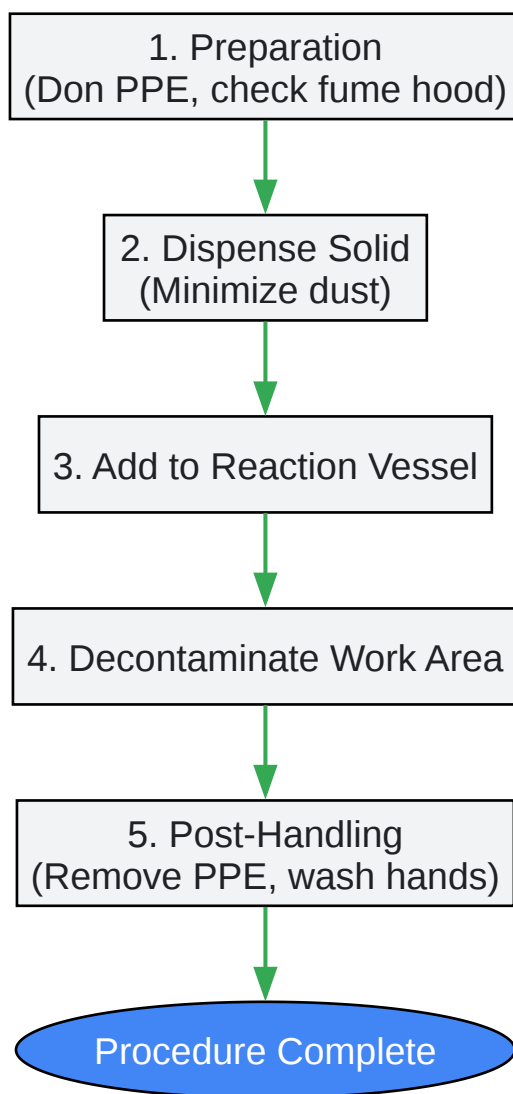 1. Preparation
(Don PPE, check fume hood)
2. Dispense Solid
(Minimize dust)
3. Add to Reaction Vessel
4. Decontaminate Work Area
5. Post-Handling
(Remove PPE, wash hands)
Procedure Complete